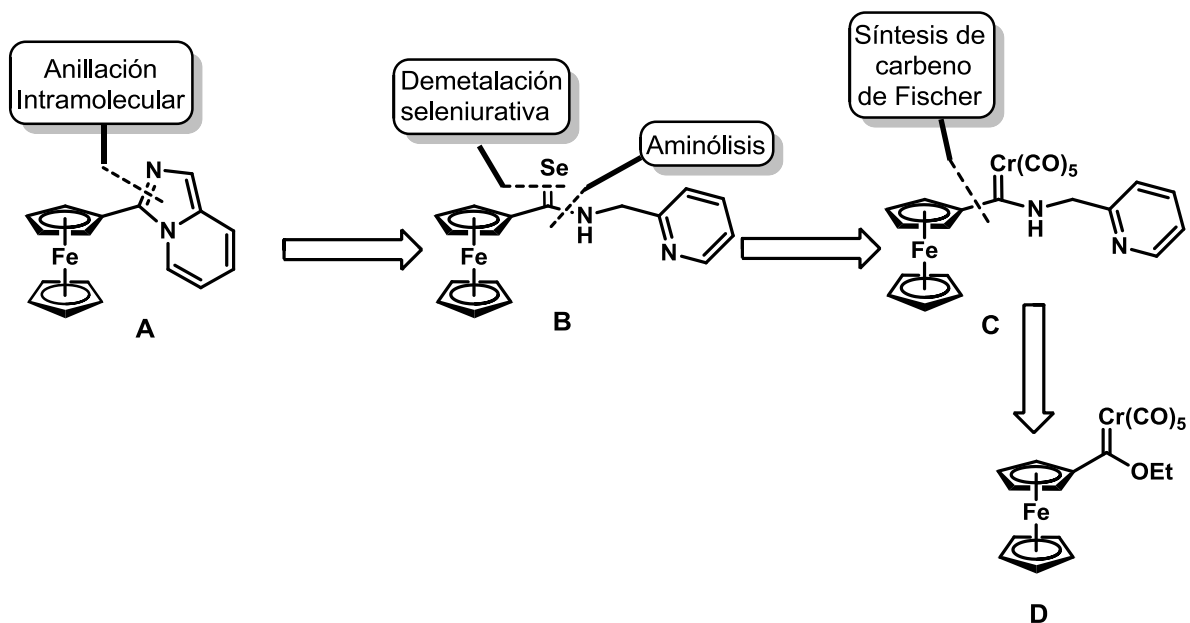 Anillación
Intramolecular
N
N
Fe
A
Demetalación
seleniurativa
Aminólisis
Se
N
H
N
Fe
B
Síntesis de
carbeno
de Fischer
Cr(CO)5
N
H
N
Fe
C
Cr(CO)5
OEt
Fe
D